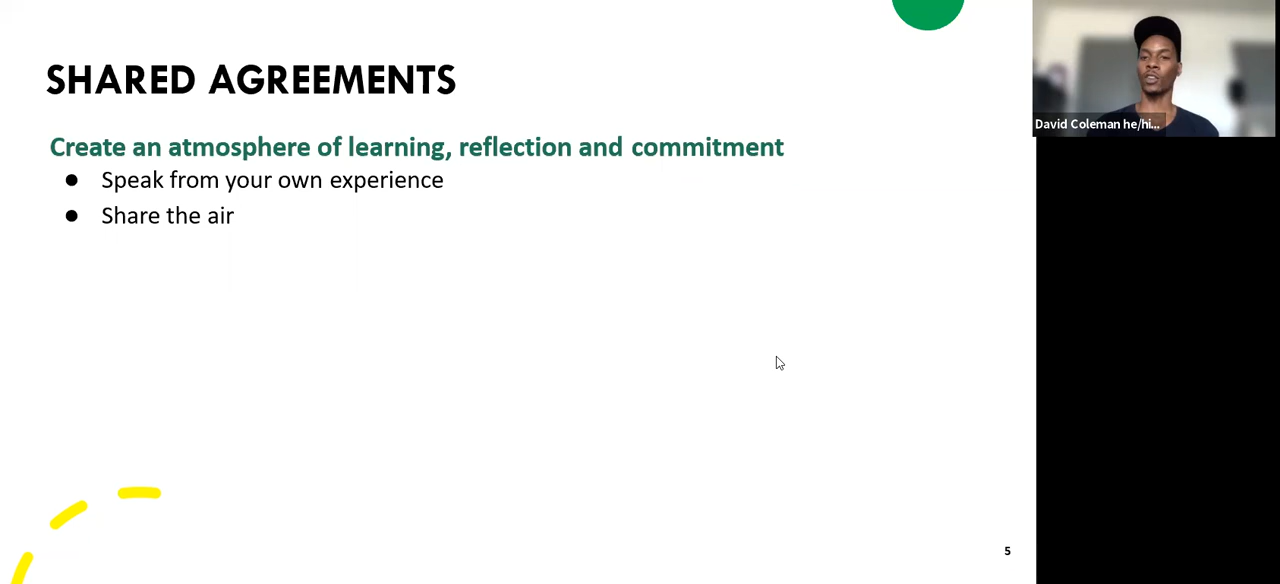 SHARED AGREEMENTS
Create an atmosphere of learning, reflection and commitment
● Speak from your own experience
● Share the air
David Coleman he/hi...
5